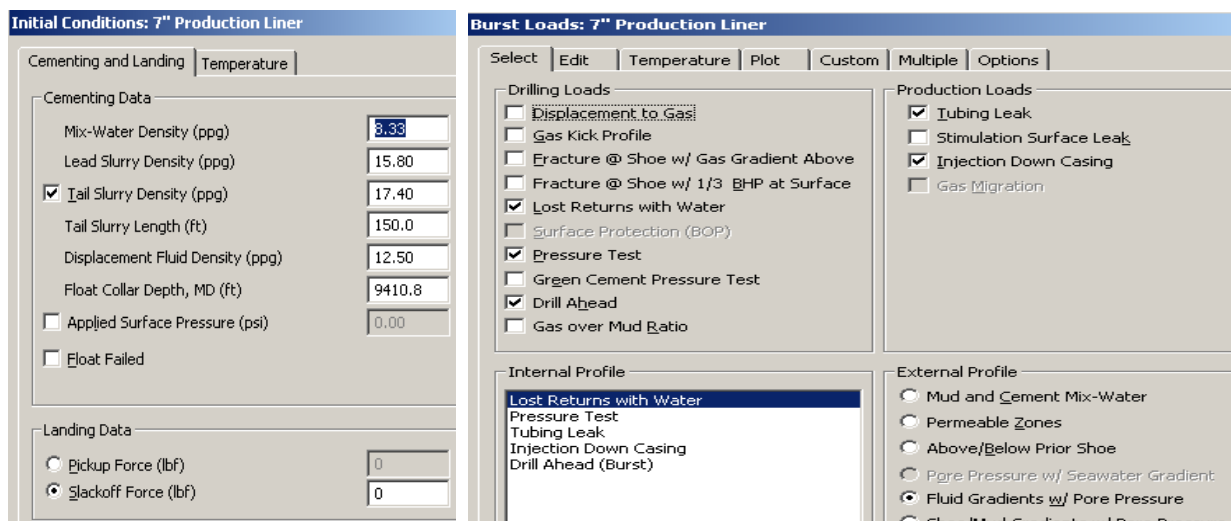 Initial Conditions: 7" Production Liner
Cementing and Landing Temperature
Cementing Data
Mix-Water Density (ppg) 8.33
Lead Slurry Density (ppg) 15.80
Tail Slurry Density (ppg) 17.40
Tail Slurry Length (ft) 150.0
Displacement Fluid Density (ppg) 12.50
Float Collar Depth, MD (ft) 9410.8
Applied Surface Pressure (psi) 0.00
Float Failed
Landing Data
Pickup Force (lbf) 0
Slackoff Force (lbf) 0
Burst Loads: 7" Production Liner
Select Edit Temperature Plot Custom Multiple Options
Drilling Loads
Displacement to Gas
Gas Kick Profile
Fracture @ Shoe w/ Gas Gradient Above
Fracture @ Shoe w/ 1/3 BHP at Surface
Lost Returns with Water
Surface Protection (BOP)
Pressure Test
Green Cement Pressure Test
Drill Ahead
Gas over Mud Ratio
Production Loads
Tubing Leak
Stimulation Surface Leak
Injection Down Casing
Gas Migration
Internal Profile
Lost Returns with Water
Pressure Test
Tubing Leak
Injection Down Casing
Drill Ahead (Burst)
External Profile
Mud and Cement Mix-Water
Permeable Zones
Above/Below Prior Shoe
Pore Pressure w/ Seawater Gradient
Fluid Gradients w/ Pore Pressure